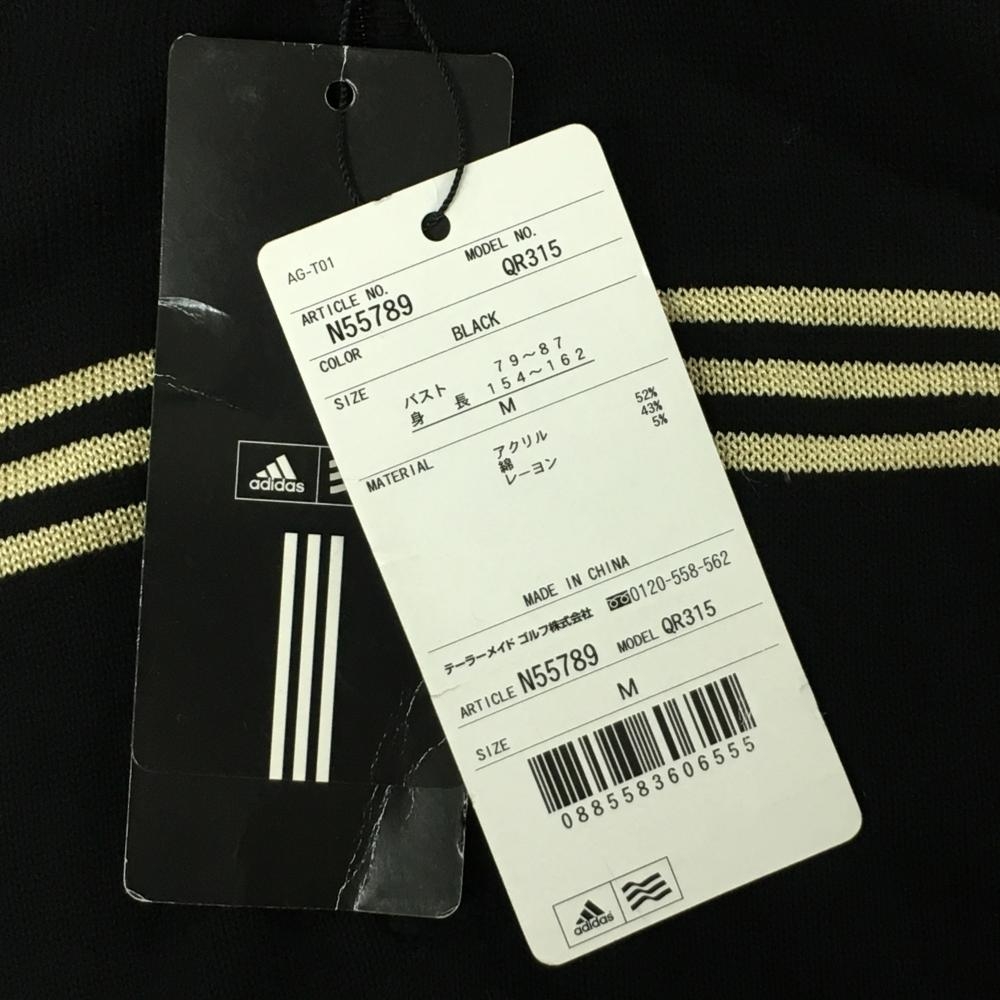 AG-T01
ARTICLE NO. MODEL NO.
N55789 QR315
COLOR BLACK
SIZE バスト 79～87
身長 154～162
M
MATERIAL アクリル 52%
綿 43%
レーヨン 5%
MADE IN CHINA
テーラーメイド ゴルフ株式会社 0120-558-562
ARTICLE N55789 MODEL QR315
SIZE M
0885583606555
adidas
adidas